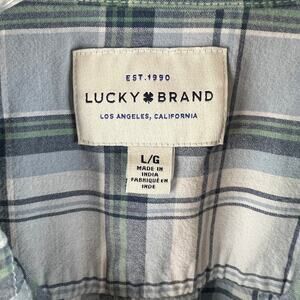 EST. 1990
LUCKY BRAND
LOS ANGELES, CALIFORNIA
L/G
MADE IN
INDIA
FABRIQUÉ EN
INDE